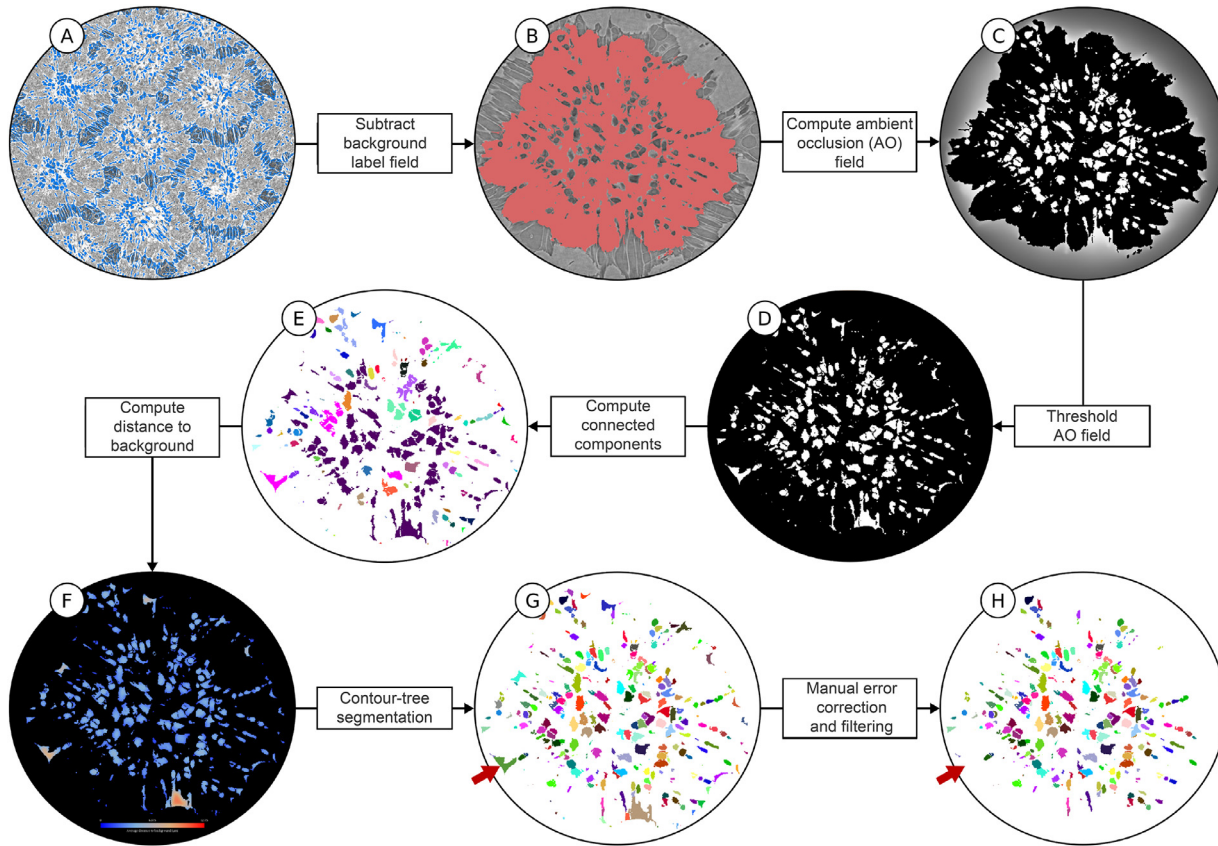 A
B
C
Subtract
background
label field
Compute ambient
occlusion (AO)
field
E
D
Compute
distance to
background
Compute
connected
components
Threshold
AO field
F
G
H
Contour-tree
segmentation
Manual error
correction
and filtering